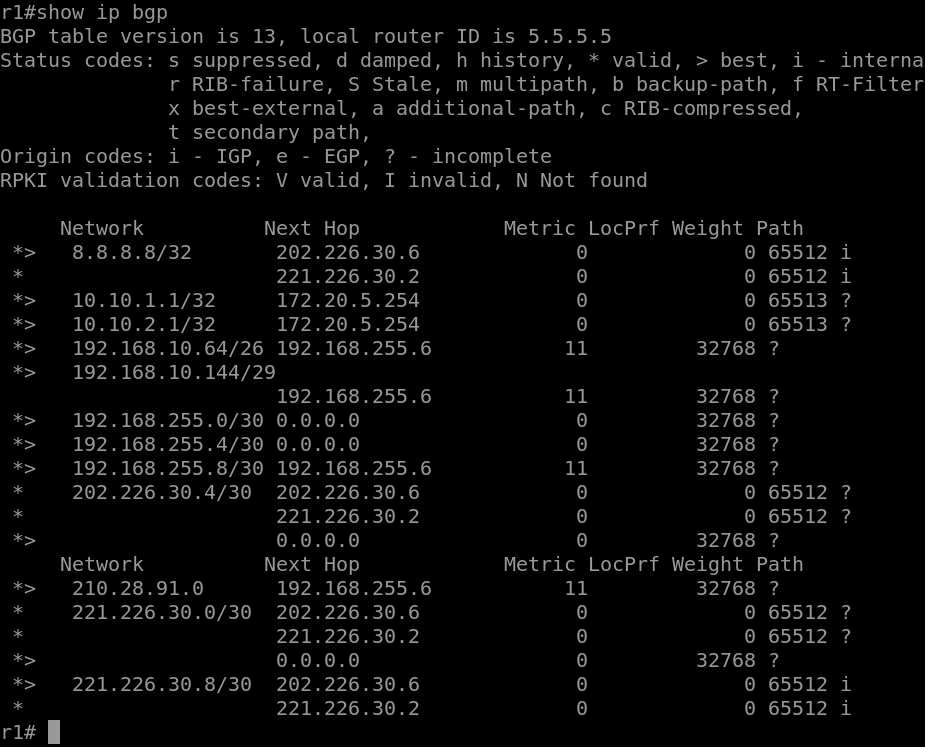 r1#show ip bgp
BGP table version is 13, local router ID is 5.5.5.5
Status codes: s suppressed, d damped, h history, * valid, > best, i - interna
              r RIB-failure, S Stale, m multipath, b backup-path, f RT-Filter
              x best-external, a additional-path, c RIB-compressed,
              t secondary path,
Origin codes: i - IGP, e - EGP, ? - incomplete
RPKI validation codes: V valid, I invalid, N Not found

     Network          Next Hop            Metric LocPrf Weight Path
 *>   8.8.8.8/32       202.226.30.6             0             0 65512 i
 *                     221.226.30.2             0             0 65512 i
 *>   10.10.1.1/32     172.20.5.254             0             0 65513 ?
 *>   10.10.2.1/32     172.20.5.254             0             0 65513 ?
 *>   192.168.10.64/26 192.168.255.6           11         32768 ?
 *>   192.168.10.144/29
                       192.168.255.6           11         32768 ?
 *>   192.168.255.0/30 0.0.0.0                  0         32768 ?
 *>   192.168.255.4/30 0.0.0.0                  0         32768 ?
 *>   192.168.255.8/30 192.168.255.6           11         32768 ?
 *    202.226.30.4/30  202.226.30.6             0             0 65512 ?
 *                     221.226.30.2             0             0 65512 ?
 *>                    0.0.0.0                  0         32768 ?
     Network          Next Hop            Metric LocPrf Weight Path
 *>   210.28.91.0      192.168.255.6           11         32768 ?
 *    221.226.30.0/30  202.226.30.6             0             0 65512 ?
 *                     221.226.30.2             0             0 65512 ?
 *>                    0.0.0.0                  0         32768 ?
 *>   221.226.30.8/30  202.226.30.6             0             0 65512 i
 *                     221.226.30.2             0             0 65512 i
r1#